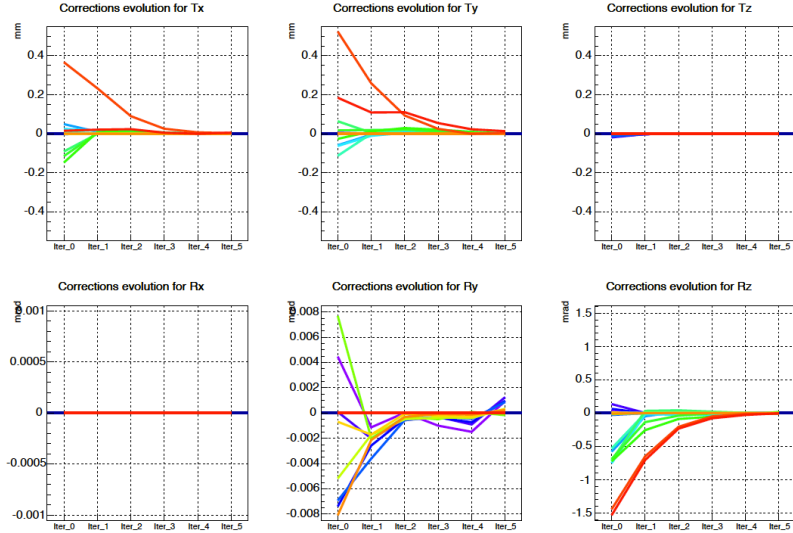 Corrections evolution for Tx
mm
0.4
0.2
0
-0.2
-0.4
Iter_0 Iter_1 Iter_2 Iter_3 Iter_4 Iter_5
Corrections evolution for Ty
mm
0.4
0.2
0
-0.2
-0.4
Iter_0 Iter_1 Iter_2 Iter_3 Iter_4 Iter_5
Corrections evolution for Tz
mm
0.4
0.2
0
-0.2
-0.4
Iter_0 Iter_1 Iter_2 Iter_3 Iter_4 Iter_5
Corrections evolution for Rx
mrad
0.001
0.0005
0
-0.0005
-0.001
Iter_0 Iter_1 Iter_2 Iter_3 Iter_4 Iter_5
Corrections evolution for Ry
mrad
0.008
0.006
0.004
0.002
0
-0.002
-0.004
-0.006
-0.008
Iter_0 Iter_1 Iter_2 Iter_3 Iter_4 Iter_5
Corrections evolution for Rz
mrad
1.5
1
0.5
0
-0.5
-1
-1.5
Iter_0 Iter_1 Iter_2 Iter_3 Iter_4 Iter_5